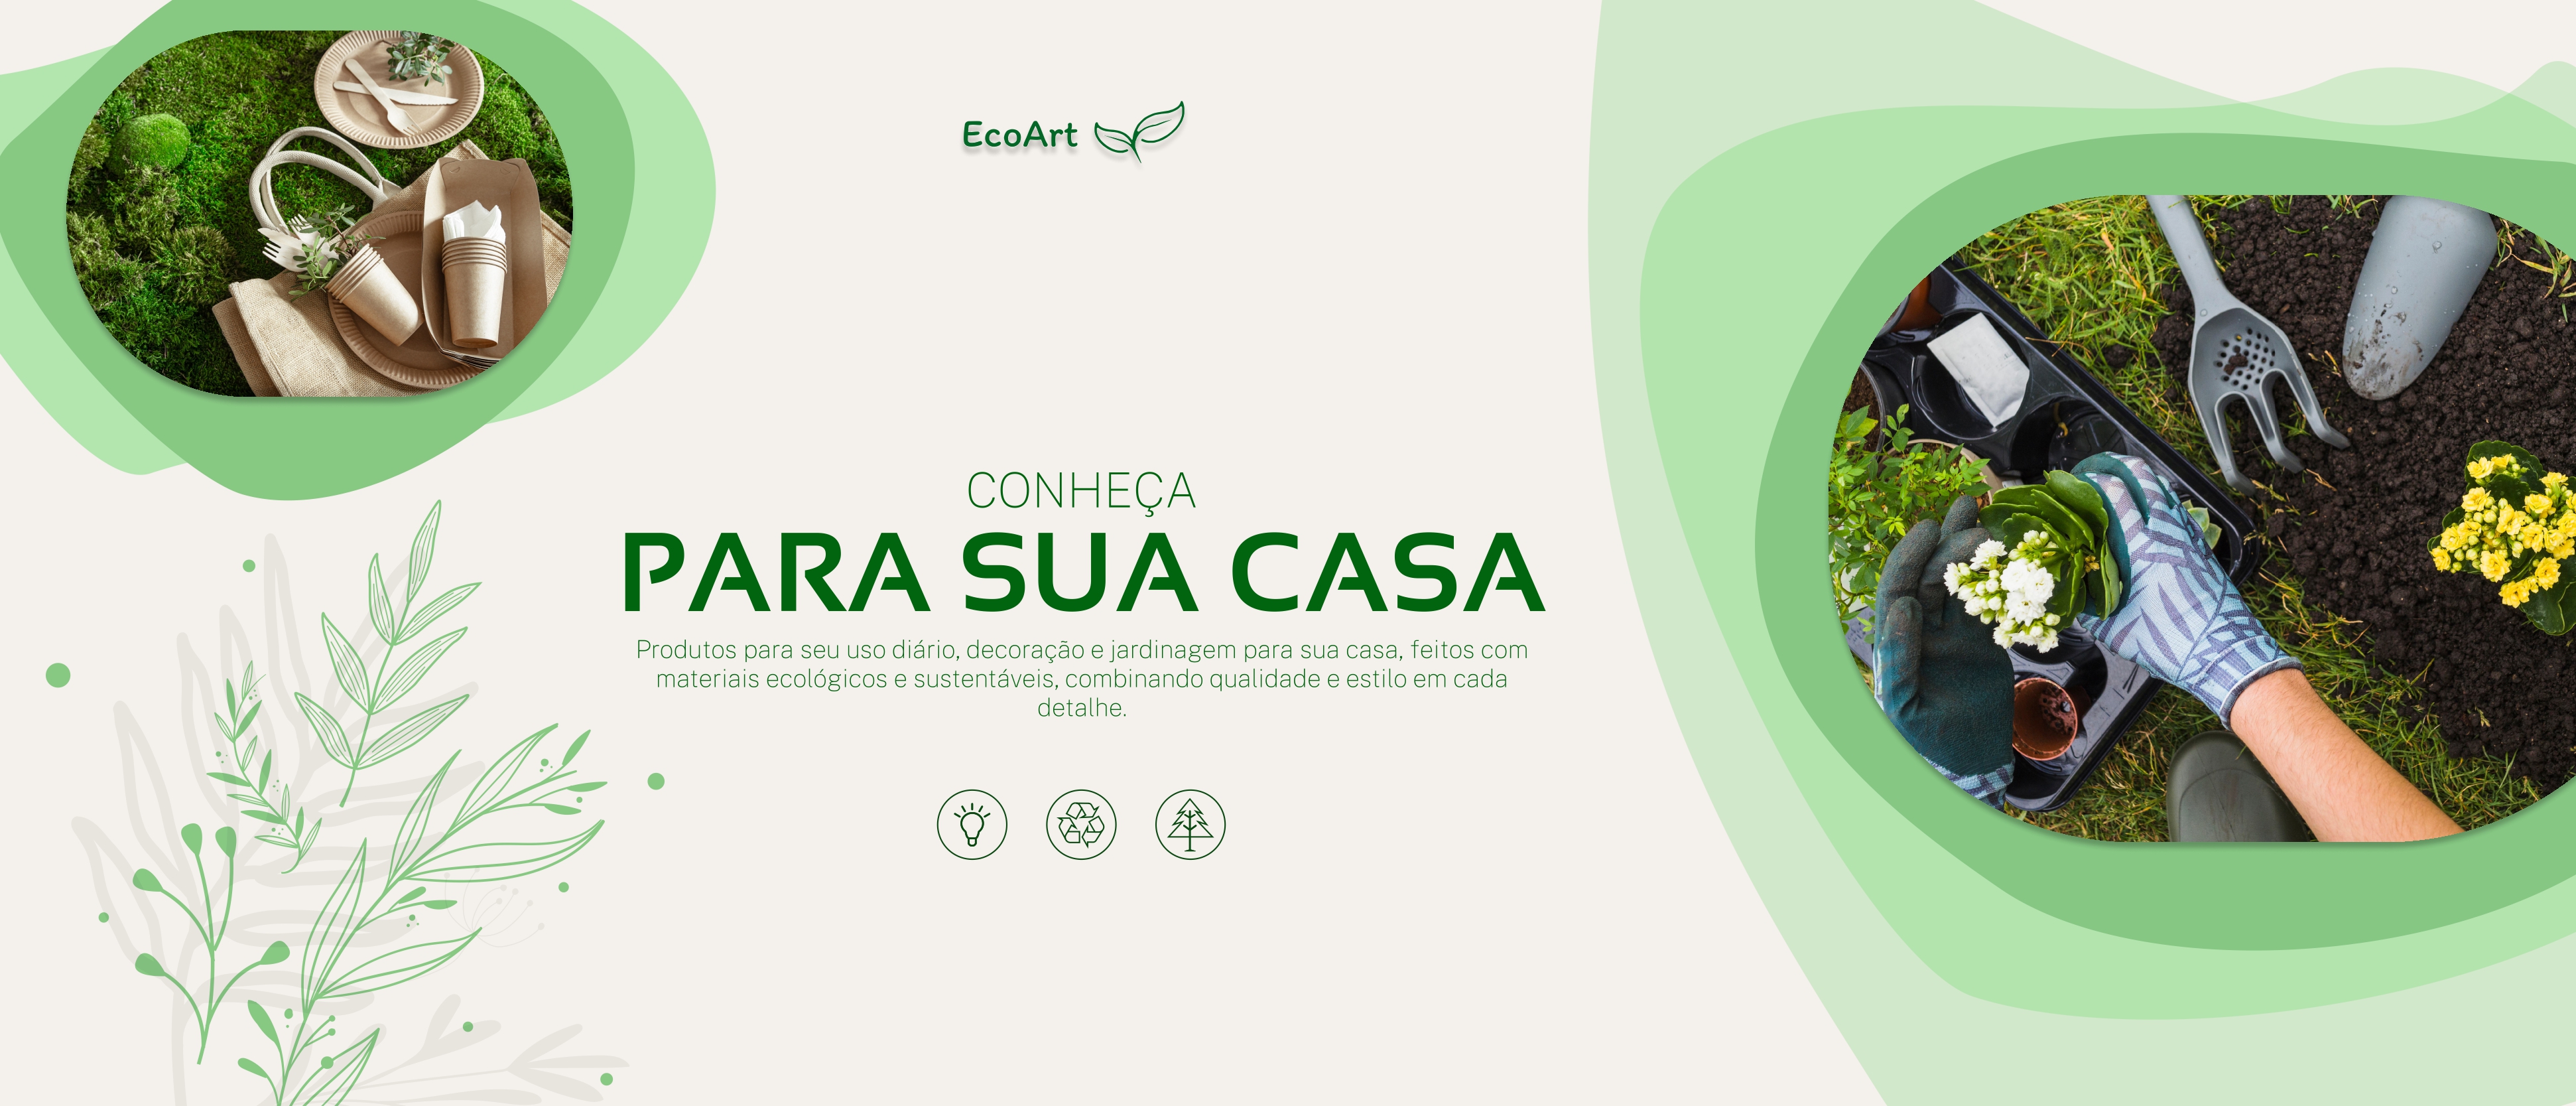 EcoArt
CONHEÇA
PARA SUA CASA
Produtos para seu uso diário, decoração e jardinagem para sua casa, feitos com
materiais ecológicos e sustentáveis, combinando qualidade e estilo em cada
detalhe.